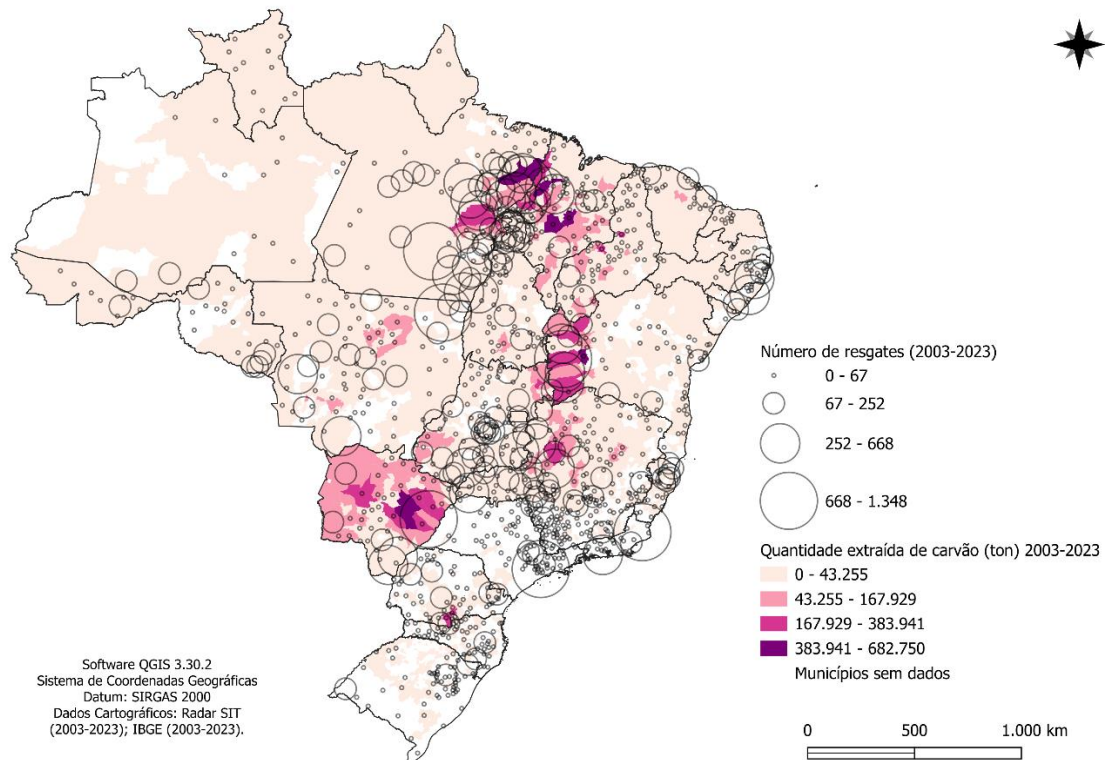 Número de resgates (2003-2023)
0 - 67
67 - 252
252 - 668
668 - 1.348
Quantidade extraída de carvão (ton) 2003-2023
0 - 43.255
43.255 - 167.929
167.929 - 383.941
383.941 - 682.750
Municípios sem dados
Software QGIS 3.30.2
Sistema de Coordenadas Geográficas
Datum: SIRGAS 2000
Dados Cartográficos: Radar SIT
(2003-2023); IBGE (2003-2023).
0 500 1.000 km